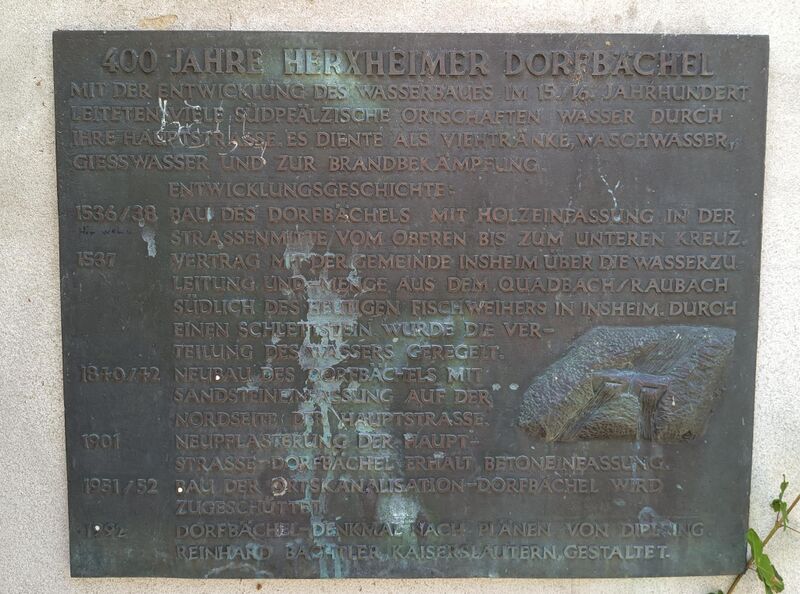 400 JAHRE HERXHEIMER DORFBÄCHEL
MIT DER ENTWICKLUNG DES WASSERBAUES IM 15./16. JAHRHUNDERT
LEITETEN VIELE SÜDPFÄLZISCHE ORTSCHAFTEN WASSER DURCH
IHRE HAUPTSTRASSE. ES DIENTE ALS VIEHTRÄNKE, WASCHWASSER,
GIESSWASSER UND ZUR BRANDBEKÄMPFUNG.
ENTWICKLUNGSGESCHICHTE:
1536/38 BAU DES DORFBÄCHELS MIT HOLZEINFASSUNG IN DER
STRASSENMITTE VOM OBEREN BIS ZUM UNTEREN KREUZ.
1537 VERTRAG MIT DER GEMEINDE INSHEIM ÜBER DIE WASSERZU
LEITUNG UND -MENGE AUS DEM QUADBACH/RAUBACH
SÜDLICH DES HEUTIGEN FISCHWEIHERS IN INSHEIM. DURCH
EINEN SCHLETTSTEIN WURDE DIE VER-
TEILUNG DES WASSERS GEREGELT.
1840/42 NEUBAU DES DORFBÄCHELS MIT
SANDSTEINEINFASSUNG AUF DER
NORDSEITE DER HAUPTSTRASSE.
1901 NEUPFLASTERUNG DER HAUPT-
STRASSE-DORFBÄCHEL ERHÄLT BETONEINFASSUNG.
1951/52 BAU DER ORTSKANALISATION-DORFBÄCHEL WIRD
ZUGESCHÜTTET.
1992 DORFBÄCHEL-DENKMAL NACH PLÄNEN VON DIPL. ING.
REINHARD BÄCHTLER, KAISERSLAUTERN, GESTALTET.